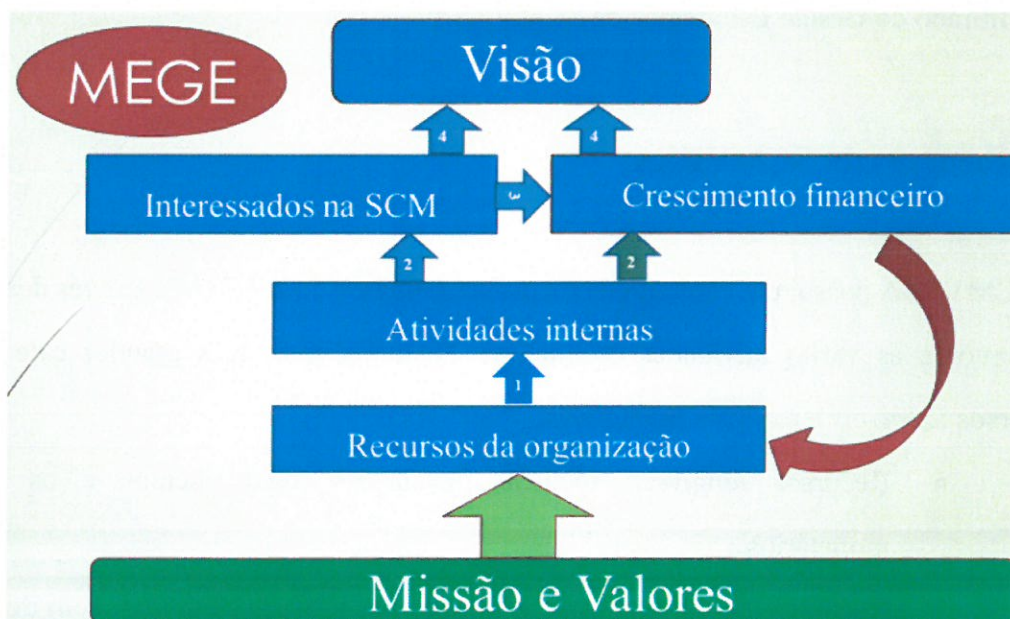 MEGE
Visão
4
4
Interessados na SCM
3
Crescimento financeiro
2
2
Atividades internas
1
Recursos da organização
Missão e Valores